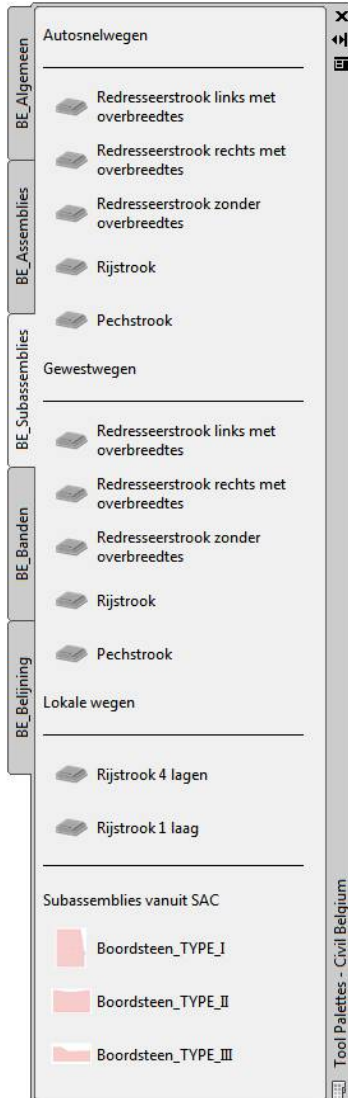 BE_Algemeen
BE_Assemblies
BE_Subassemblies
BE_Banden
BE_Belijning
Autosnelwegen
Redresseerstrook links met
overbreedtes
Redresseerstrook rechts met
overbreedtes
Redresseerstrook zonder
overbreedtes
Rijstrook
Pechstrook
Gewestwegen
Redresseerstrook links met
overbreedtes
Redresseerstrook rechts met
overbreedtes
Redresseerstrook zonder
overbreedtes
Rijstrook
Pechstrook
Lokale wegen
Rijstrook 4 lagen
Rijstrook 1 laag
Subassemblies vanuit SAC
Boordsteen_TYPE_I
Boordsteen_TYPE_II
Boordsteen_TYPE_III
Tool Palettes - Civil Belgium